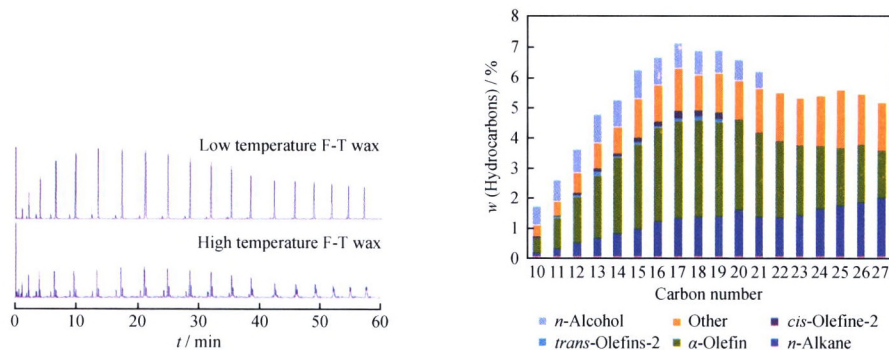 Low temperature F-T wax
High temperature F-T wax
0 10 20 30 40 50 60
t / min
w (Hydrocarbons) / %
8
7
6
5
4
3
2
1
0
10 11 12 13 14 15 16 17 18 19 20 21 22 23 24 25 26 27
Carbon number
n-Alcohol Other cis-Olefine-2
trans-Olefins-2 α-Olefin n-Alkane